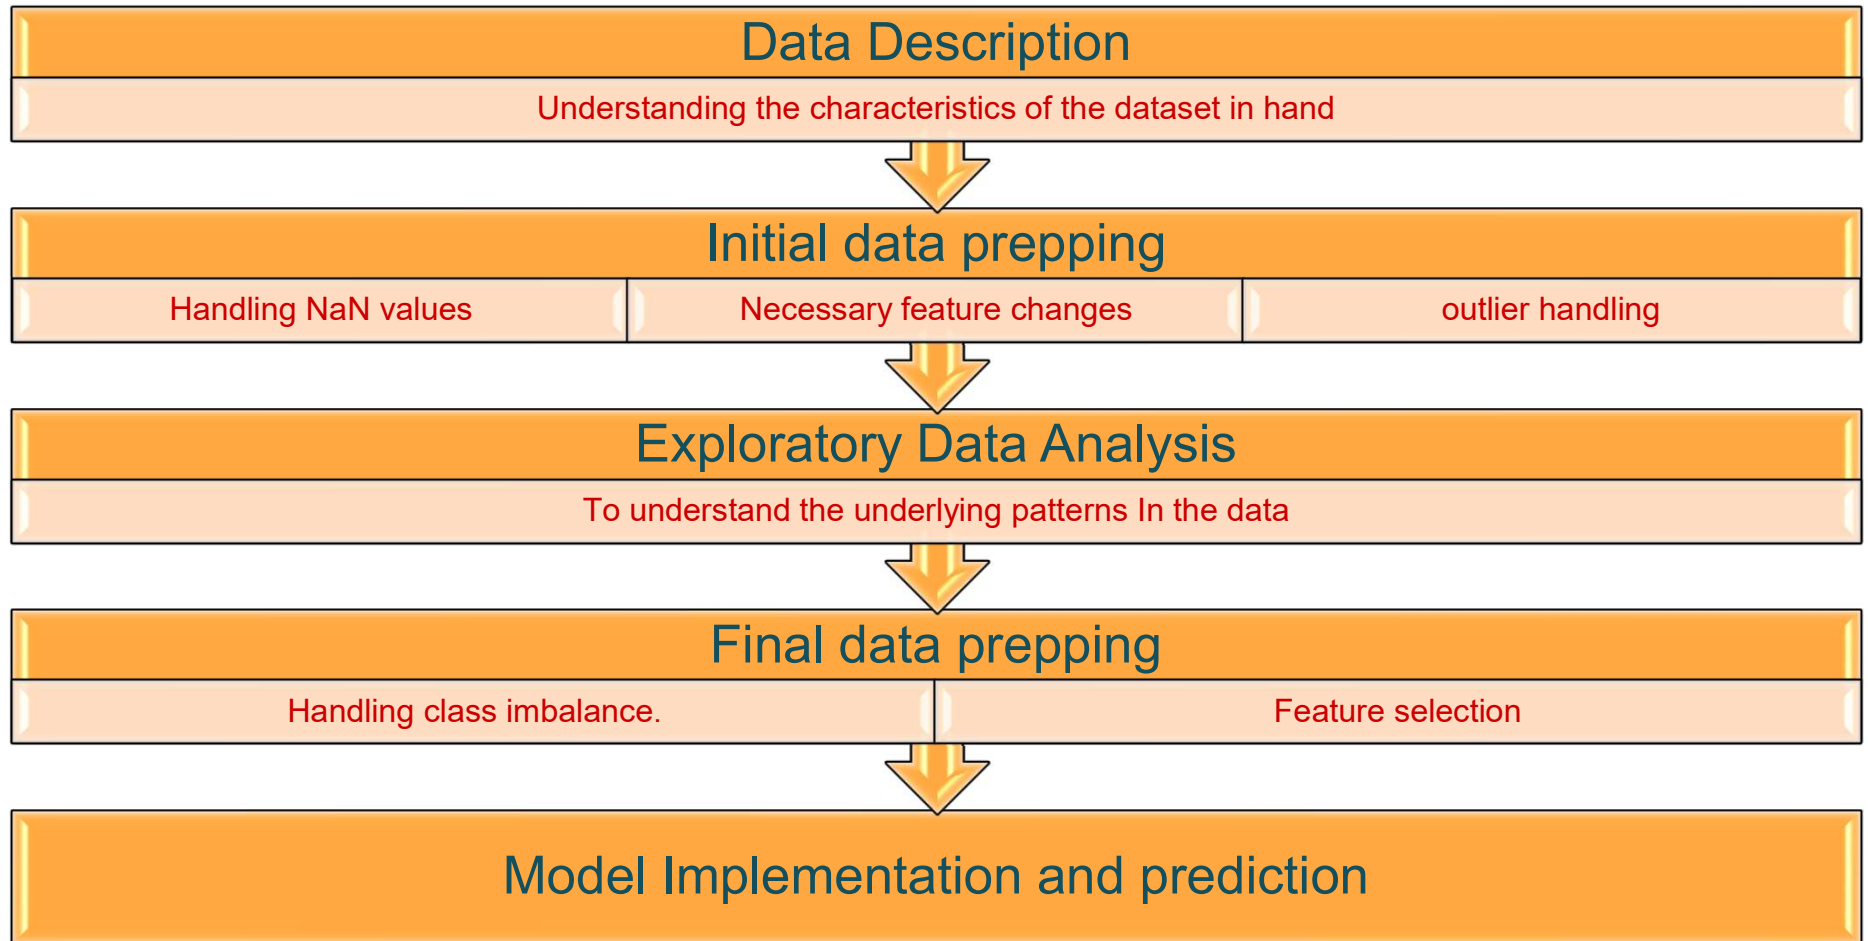 Data Description
Understanding the characteristics of the dataset in hand
Initial data prepping
Handling NaN values
Necessary feature changes
outlier handling
Exploratory Data Analysis
To understand the underlying patterns In the data
Final data prepping
Handling class imbalance.
Feature selection
Model Implementation and prediction